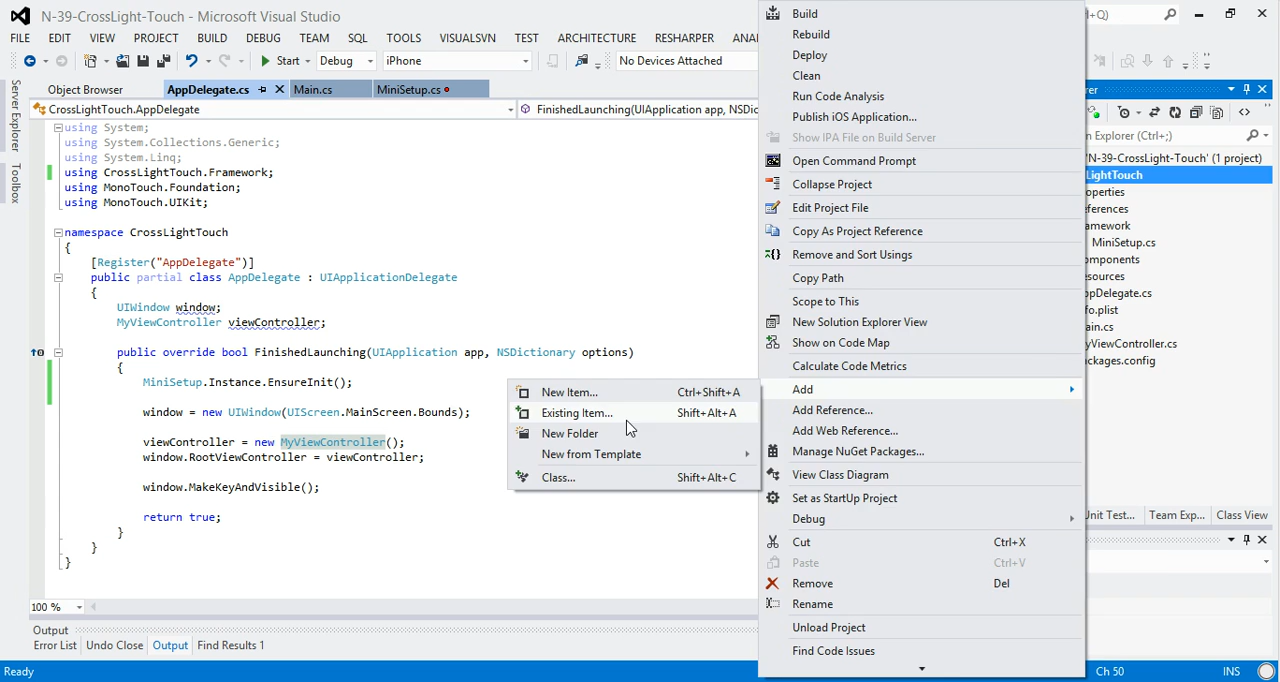 N-39-CrossLight-Touch - Microsoft Visual Studio
+Q)
FILE EDIT VIEW PROJECT BUILD DEBUG TEAM SQL TOOLS VISUALSVN TEST ARCHITECTURE RESHARPER ANA
Start Debug iPhone No Devices Attached
Object Browser AppDelegate.cs Main.cs MiniSetup.cs
CrossLightTouch.AppDelegate FinishedLaunching(UIApplication app, NSDic
Server Explorer
Toolbox
using System;
using System.Collections.Generic;
using System.Linq;
using CrossLightTouch.Framework;
using MonoTouch.Foundation;
using MonoTouch.UIKit;
namespace CrossLightTouch
{
[Register("AppDelegate")]
public partial class AppDelegate : UIApplicationDelegate
{
UIWindow window;
MyViewController viewController;
public override bool FinishedLaunching(UIApplication app, NSDictionary options)
{
MiniSetup.Instance.EnsureInit();
window = new UIWindow(UIScreen.MainScreen.Bounds);
viewController = new MyViewController();
window.RootViewController = viewController;
window.MakeKeyAndVisible();
return true;
}
}
}
100 %
Output
Error List Undo Close Output Find Results 1
Ready
Ch 50 INS
New Item... Ctrl+Shift+A
Existing Item... Shift+Alt+A
New Folder
New from Template
Class... Shift+Alt+C
Build
Rebuild
Deploy
Clean
Run Code Analysis
Publish iOS Application...
Show IPA File on Build Server
Open Command Prompt
Collapse Project
Edit Project File
Copy As Project Reference
Remove and Sort Usings
Copy Path
Scope to This
New Solution Explorer View
Show on Code Map
Calculate Code Metrics
Add
Add Reference...
Add Web Reference...
Manage NuGet Packages...
View Class Diagram
Set as StartUp Project
Debug
Cut Ctrl+X
Paste Ctrl+V
Remove Del
Rename
Unload Project
Find Code Issues
rer
n Explorer (Ctrl+;)
'N-39-CrossLight-Touch' (1 project)
LightTouch
operties
ferences
amework
MiniSetup.cs
mponents
sources
ppDelegate.cs
fo.plist
ain.cs
yViewController.cs
ckages.config
Unit Test... Team Exp... Class View